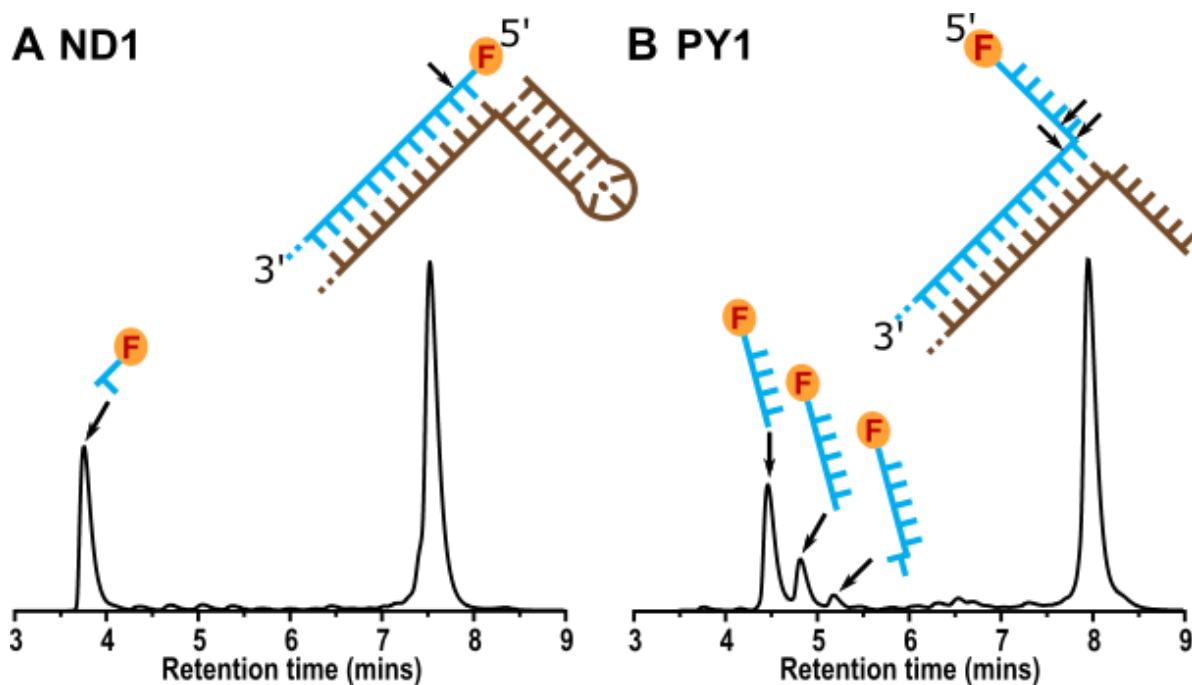 A ND1
5'
F
3'
F
3 4 5 6 7 8 9
Retention time (mins)
B PY1
5'
F
3'
F
F
F
3 4 5 6 7 8 9
Retention time (mins)